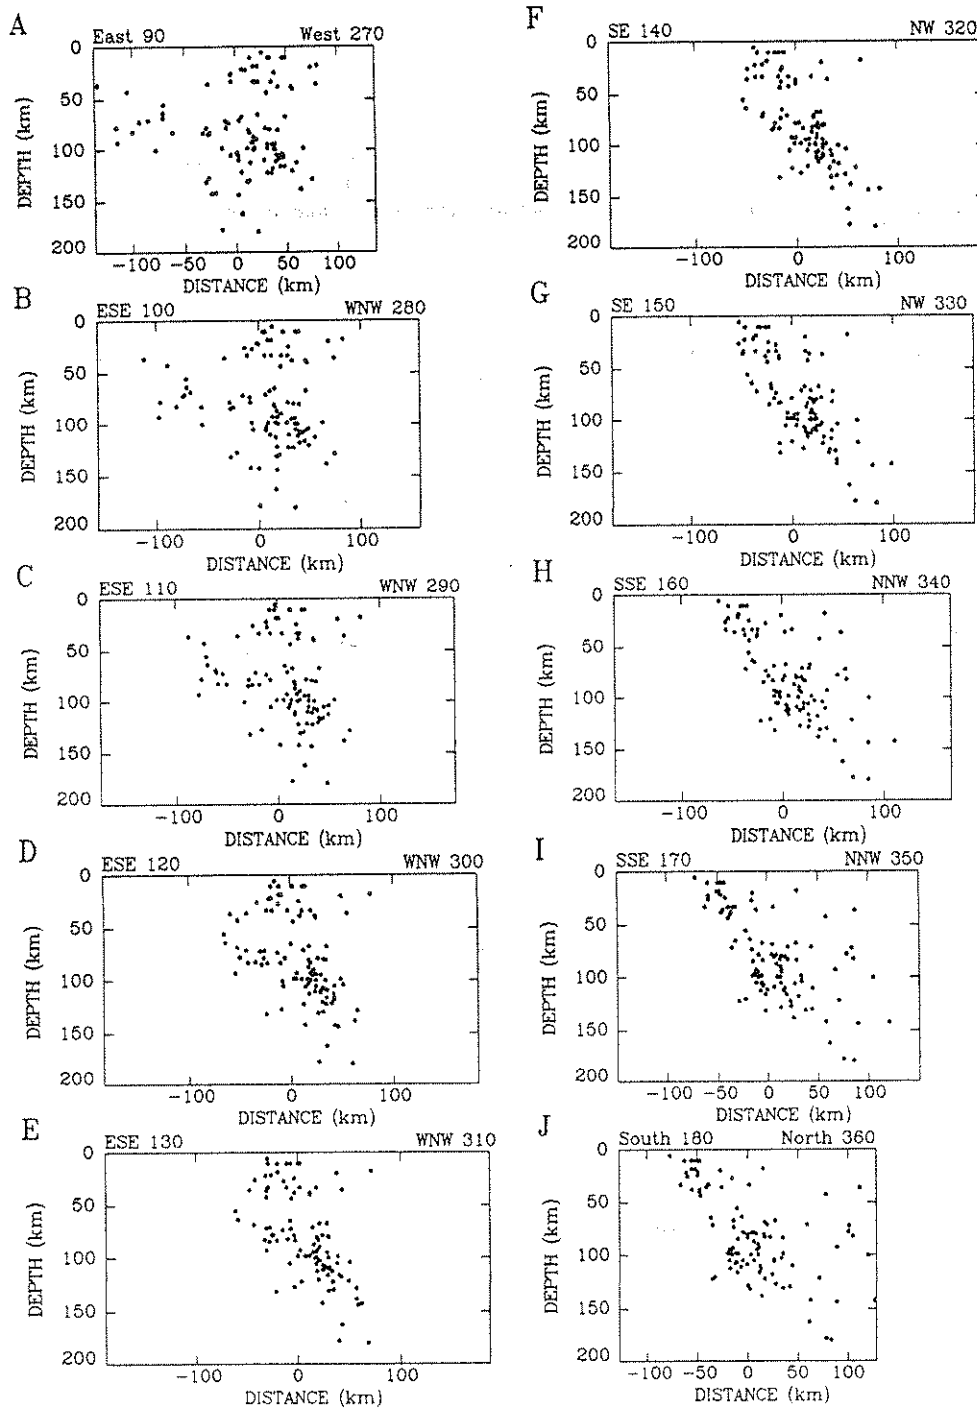 A
East 90 West 270
0
50
100
150
200
DEPTH (km)
-100 -50 0 50 100
DISTANCE (km)
B
ESE 100 WNW 280
0
50
100
150
200
DEPTH (km)
-100 0 100
DISTANCE (km)
C
ESE 110 WNW 290
0
50
100
150
200
DEPTH (km)
-100 0 100
DISTANCE (km)
D
ESE 120 WNW 300
0
50
100
150
200
DEPTH (km)
-100 0 100
DISTANCE (km)
E
ESE 130 WNW 310
0
50
100
150
200
DEPTH (km)
-100 0 100
DISTANCE (km)
F
SE 140 NW 320
0
50
100
150
200
DEPTH (km)
-100 0 100
DISTANCE (km)
G
SE 150 NW 330
0
50
100
150
200
DEPTH (km)
-100 0 100
DISTANCE (km)
H
SSE 160 NNW 340
0
50
100
150
200
DEPTH (km)
-100 0 100
DISTANCE (km)
I
SSE 170 NNW 350
0
50
100
150
200
DEPTH (km)
-100 -50 0 50 100
DISTANCE (km)
J
South 180 North 360
0
50
100
150
200
DEPTH (km)
-100 -50 0 50 100
DISTANCE (km)